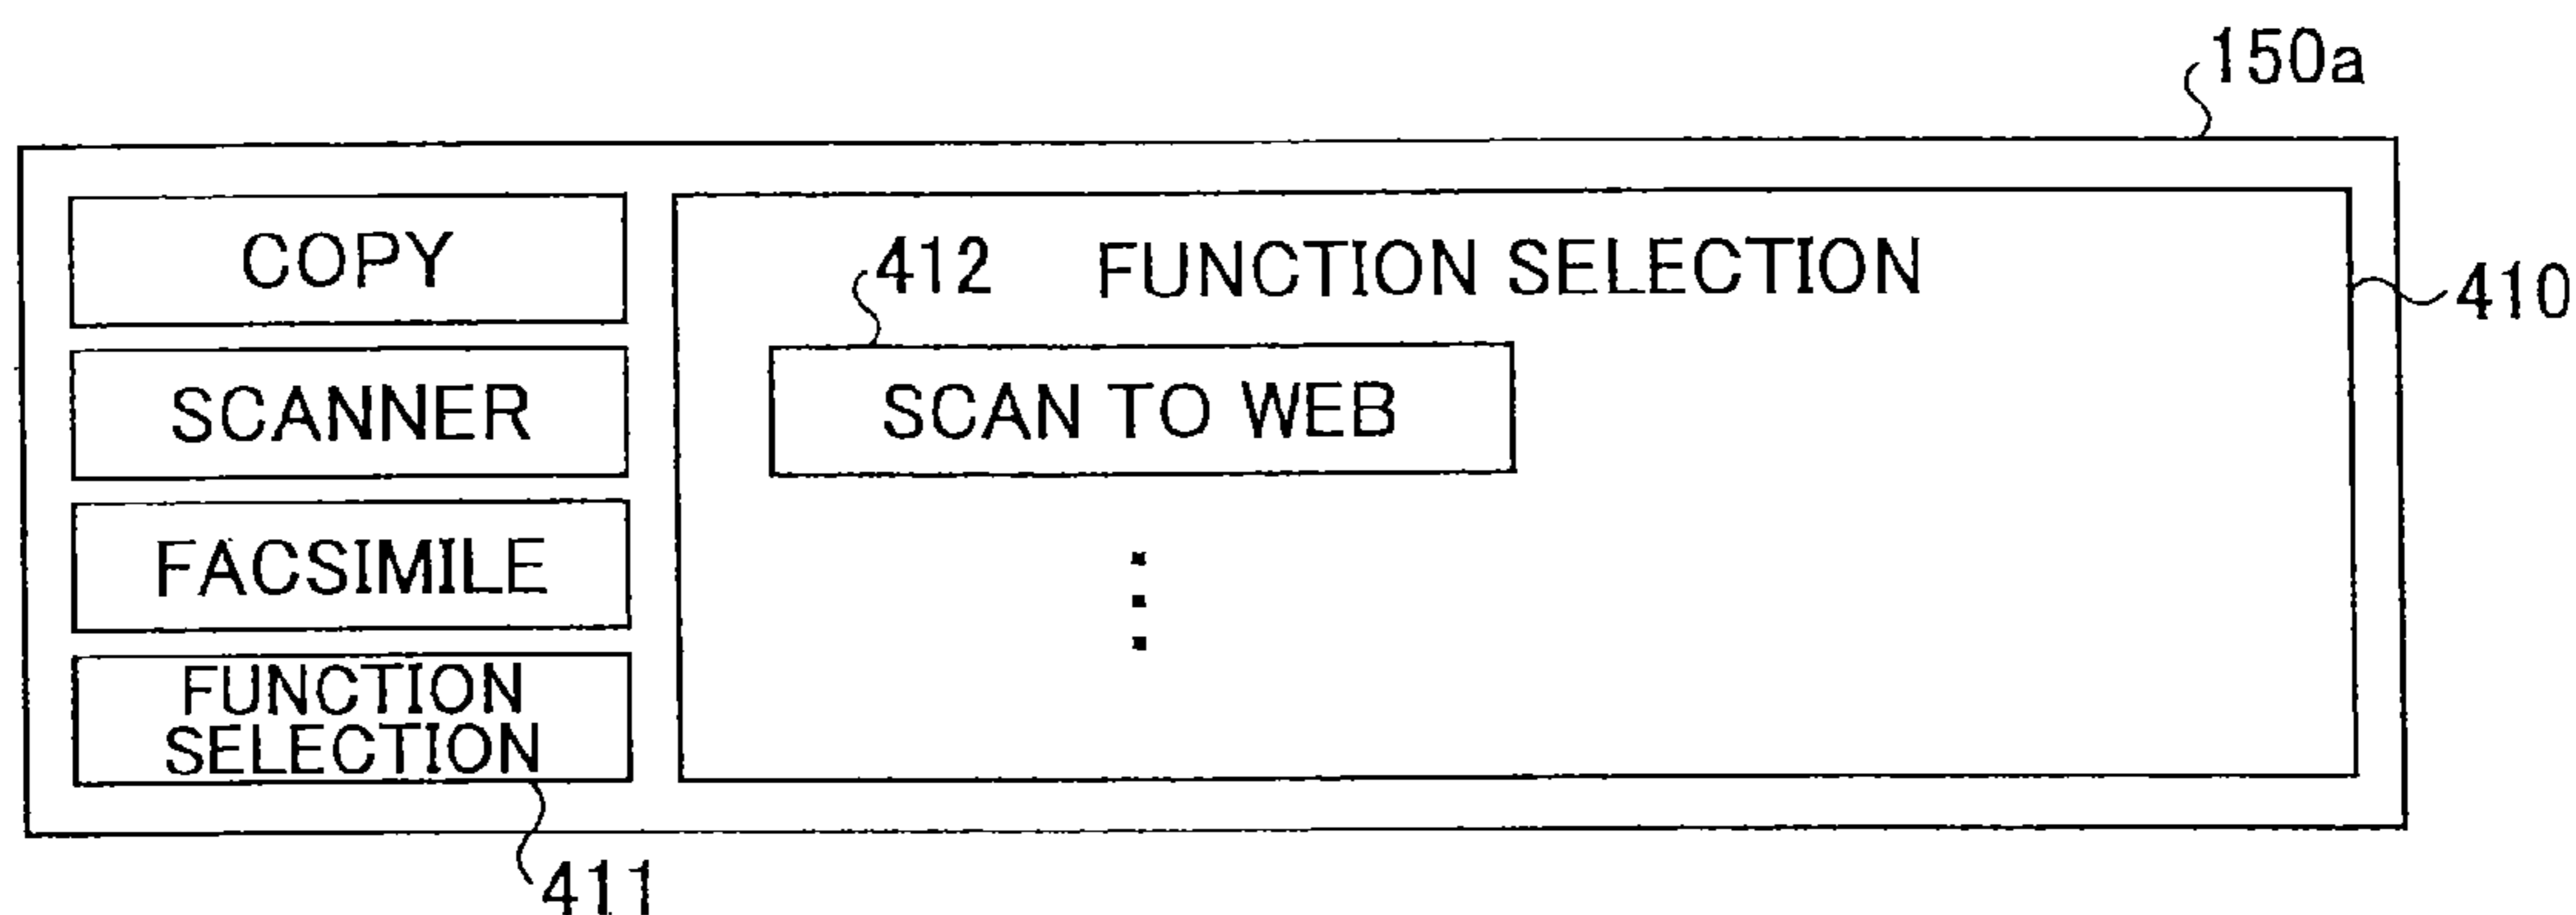 150a
COPY
412 FUNCTION SELECTION
410
SCANNER
SCAN TO WEB
FACSIMILE
FUNCTION
SELECTION
411